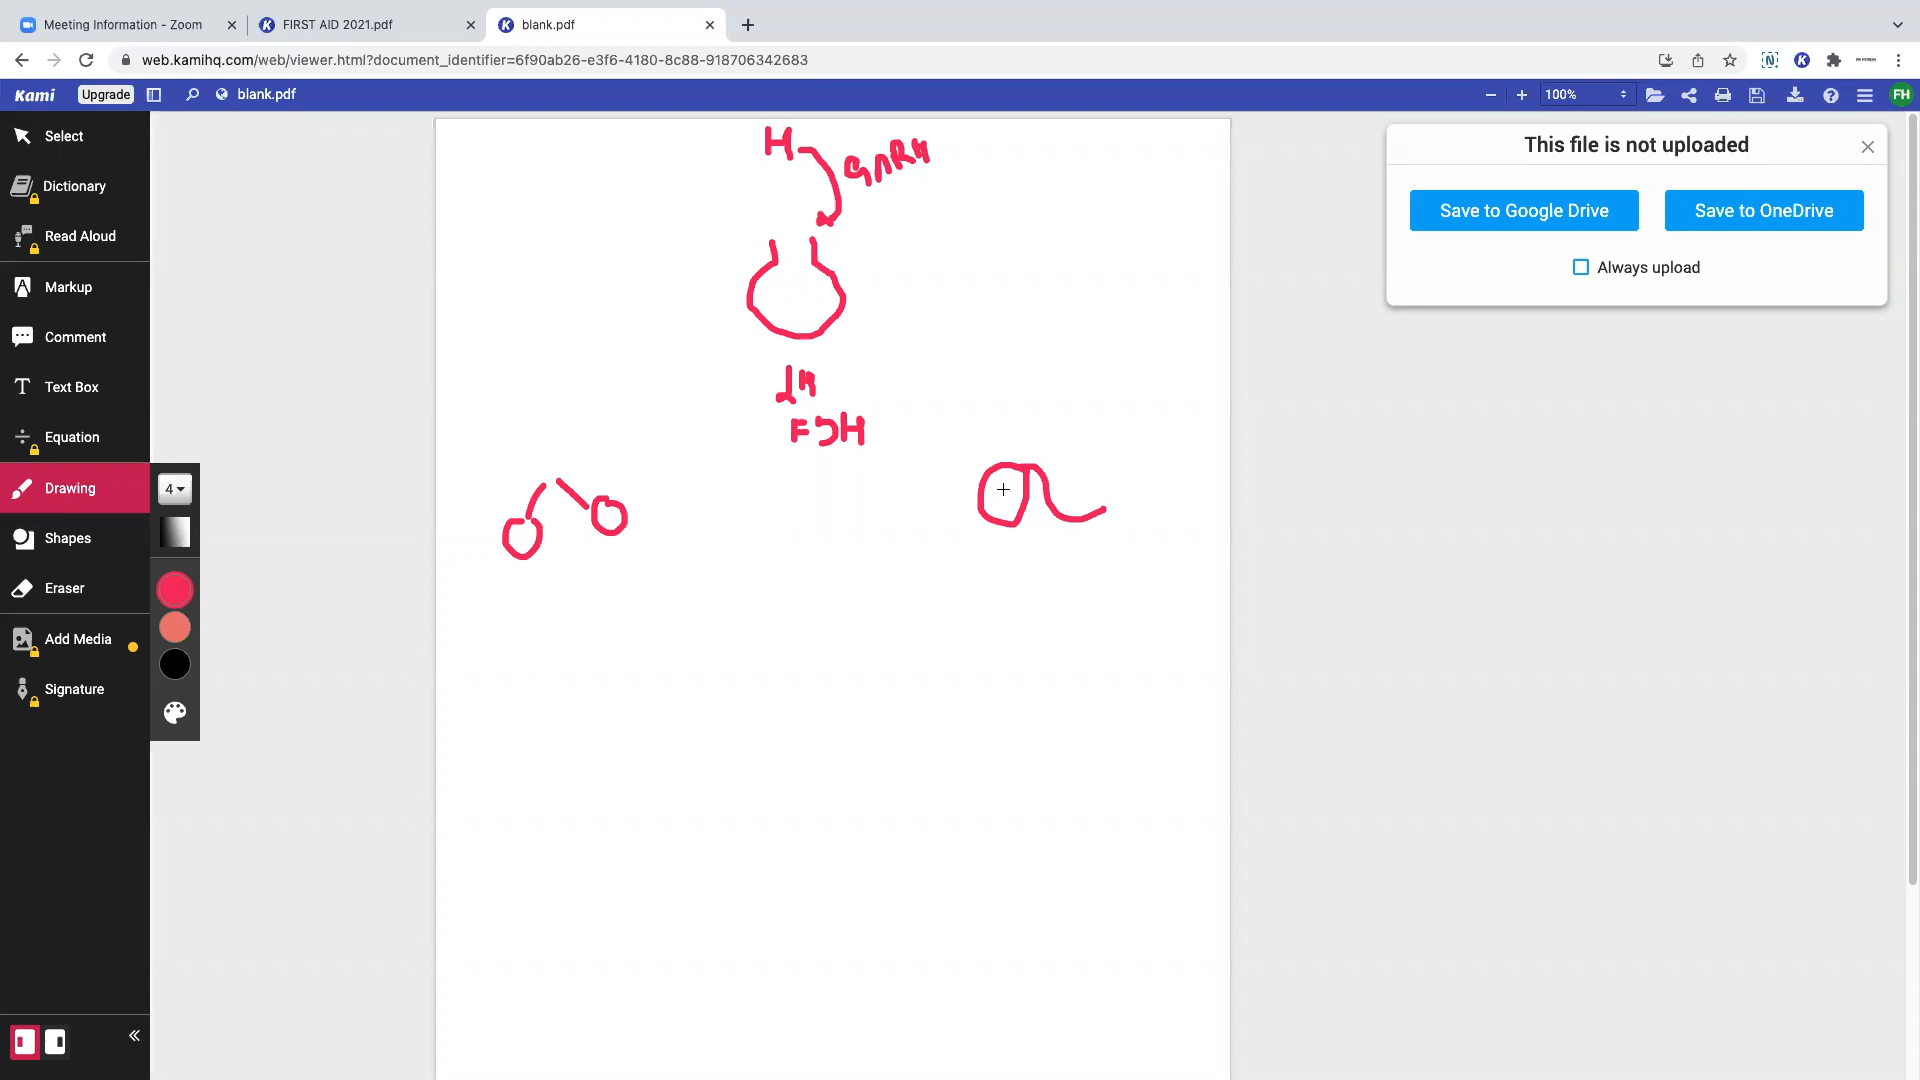 Meeting Information - Zoom
FIRST AID 2021.pdf
blank.pdf
web.kamihq.com/web/viewer.html?document_identifier=6f90ab26-e3f6-4180-8c88-918706342683
Kami
Upgrade
blank.pdf
100%
FH
Select
Dictionary
Read Aloud
Markup
Comment
Text Box
Equation
Drawing
4
Shapes
Eraser
Add Media
Signature
This file is not uploaded
Save to Google Drive
Save to OneDrive
Always upload
H
GnRH
LH
FSH